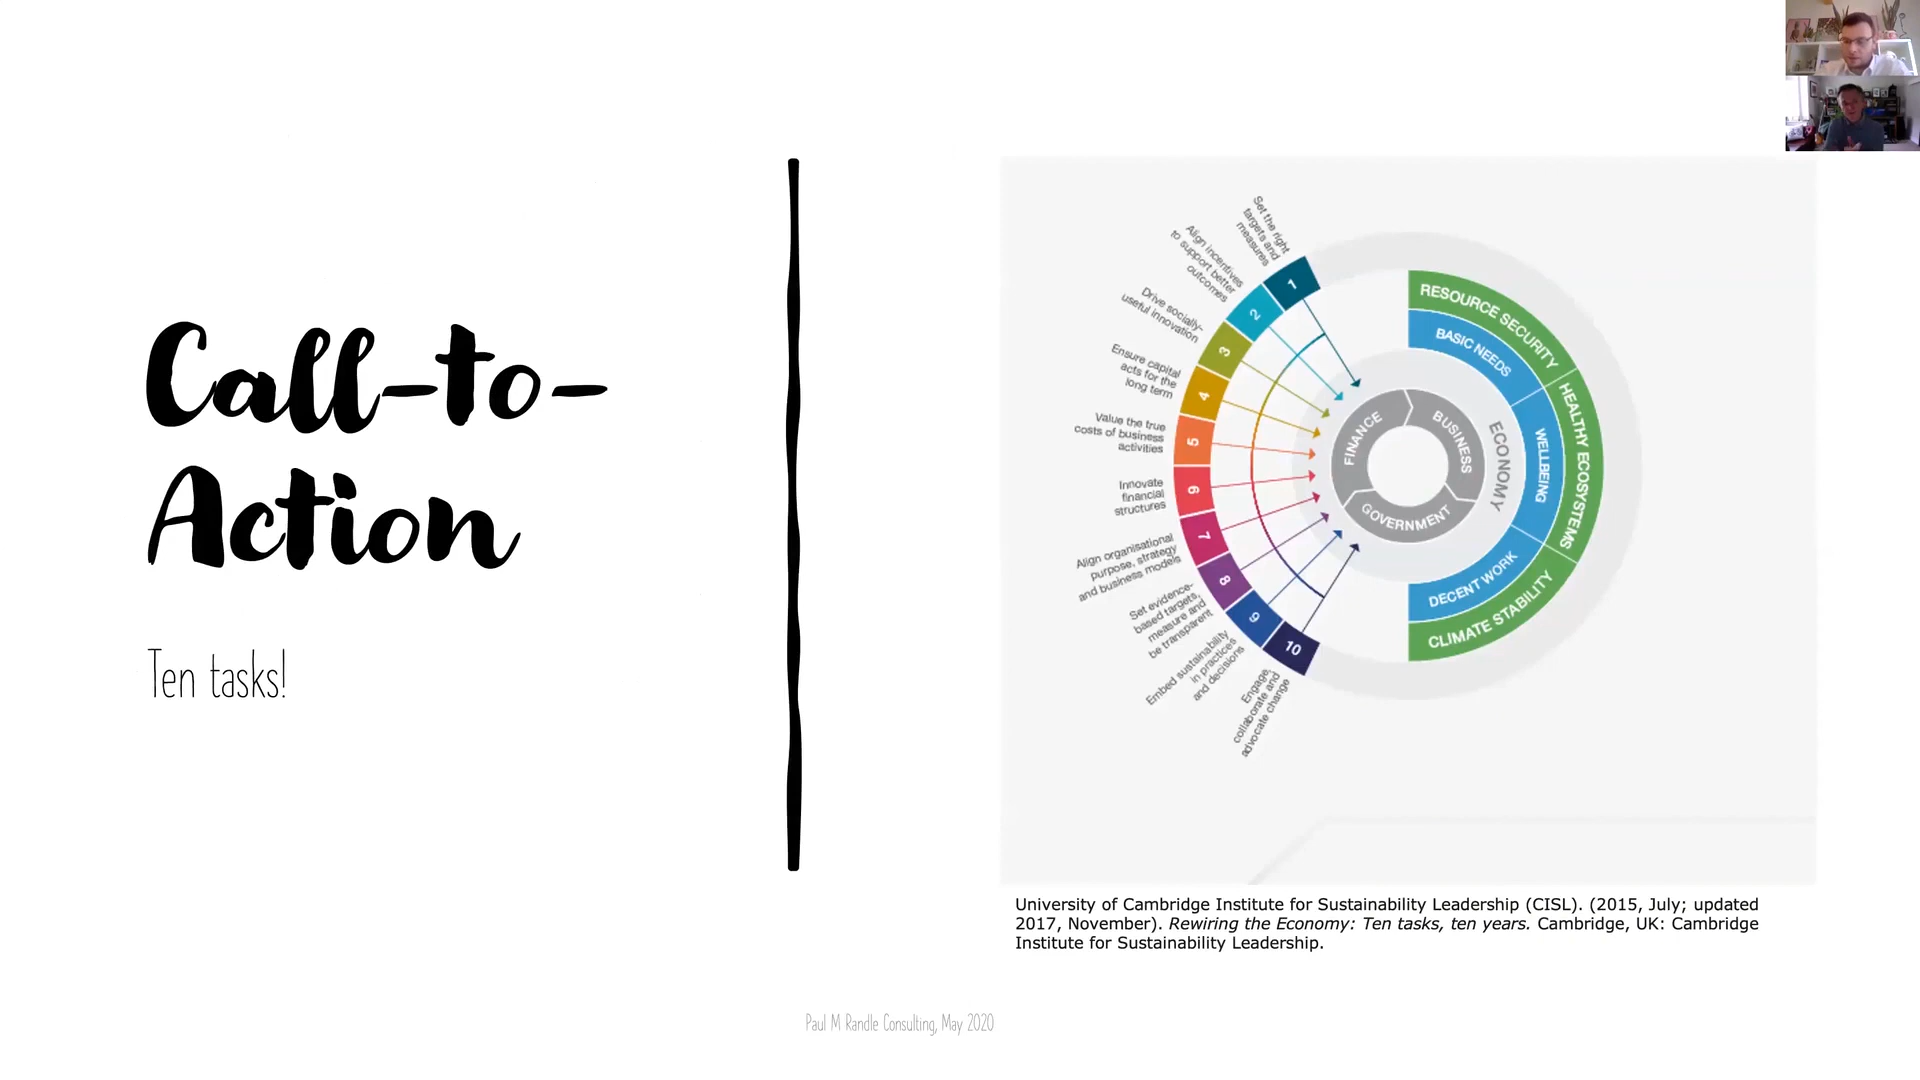 Call-to-
Action
Ten tasks!
Set the right
targets and
measures
Align incentives
to support better
outcomes
Drive socially-
useful innovation
Ensure capital
acts for the
long term
Value the true
costs of business
activities
Innovate
financial
structures
Align organisational
purpose, strategy
and business models
Set evidence-
based targets,
measure and
be transparent
Embed sustainability
in practices
and decisions
Engage,
collaborate and
advocate change
1
2
3
4
5
6
7
8
9
10
FINANCE
BUSINESS
GOVERNMENT
ECONOMY
BASIC NEEDS
WELLBEING
DECENT WORK
RESOURCE SECURITY
HEALTHY ECOSYSTEMS
CLIMATE STABILITY
University of Cambridge Institute for Sustainability Leadership (CISL). (2015, July; updated
2017, November). Rewiring the Economy: Ten tasks, ten years. Cambridge, UK: Cambridge
Institute for Sustainability Leadership.
Paul M Randle Consulting, May 2020